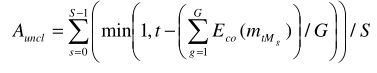 $A_{uncl} = \sum_{s=0}^{S-1} \left( \min \left( 1, t - \left( \sum_{g=1}^{G} E_{co} (m_{tM_g}) \right) / G \right) \right) / S$